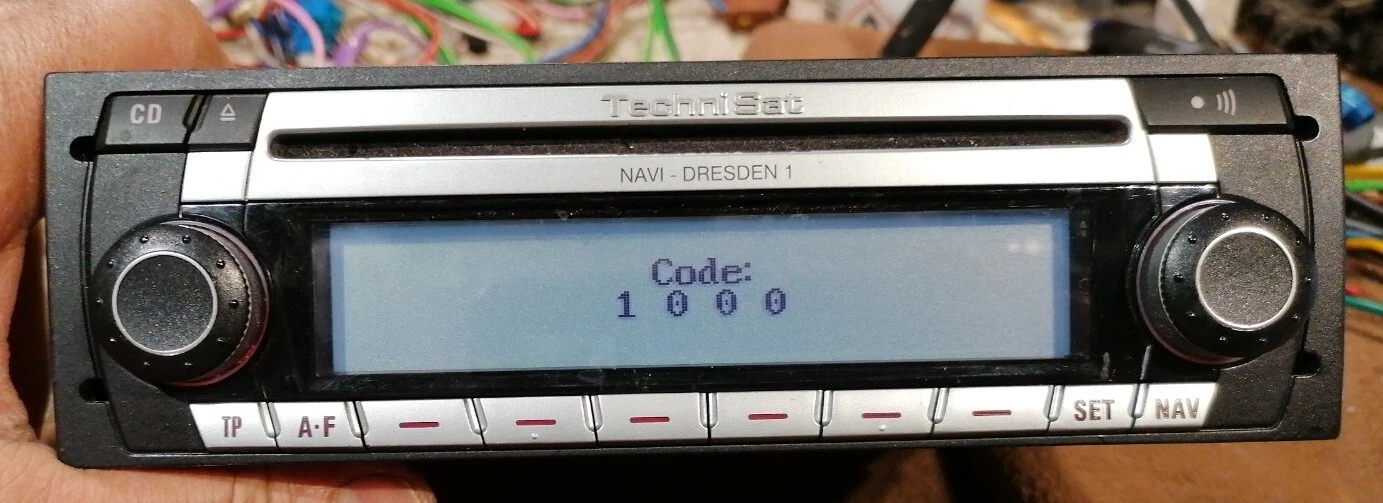 CD
TechniSat
NAVI - DRESDEN 1
Code:
1 0 0 0
TP A·F SET NAV